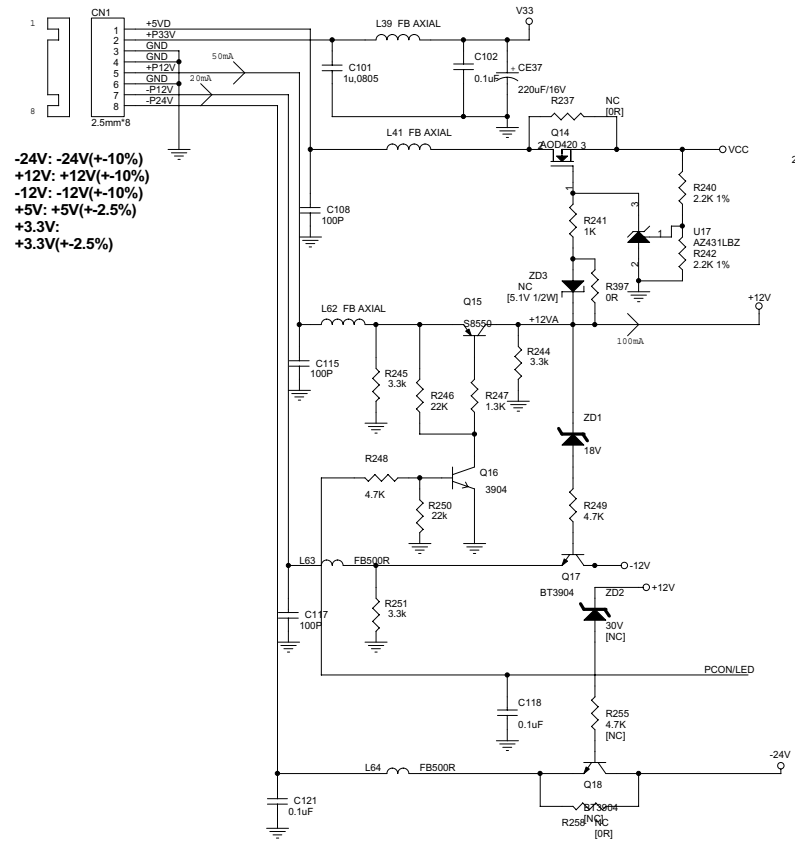 CN1
1
8
1
2
3
4
5
6
7
8
+5VD
+P33V
GND
GND
+P12V
GND
-P12V
-P24V
2.5mm*8
50mA
20mA
L39 FB AXIAL
V33
C101
1u,0805
C102
0.1uF
+
CE37
220uF/16V
R237
NC
[0R]
L41 FB AXIAL
Q14
AOD420
2
3
1
VCC
2
-24V: -24V(+-10%)
+12V: +12V(+-10%)
-12V: -12V(+-10%)
+5V: +5V(+-2.5%)
+3.3V:
+3.3V(+-2.5%)
C108
100P
R241
1K
3
1
2
R240
2.2K 1%
U17
AZ431LBZ
R242
2.2K 1%
ZD3
NC
[5.1V 1/2W]
R397
0R
L62 FB AXIAL
Q15
S8550
+12VA
+12V
100mA
C115
100P
R245
3.3k
R246
22K
R247
1.3K
R244
3.3k
ZD1
18V
R248
4.7K
R250
22k
Q16
3904
R249
4.7K
L63
FB500R
Q17
BT3904
-12V
R251
3.3k
C117
100P
+12V
ZD2
30V
[NC]
PCON/LED
C118
0.1uF
R255
4.7K
[NC]
L64
FB500R
Q18
BT3904
[NC]
-24V
R258
NC
[0R]
C121
0.1uF